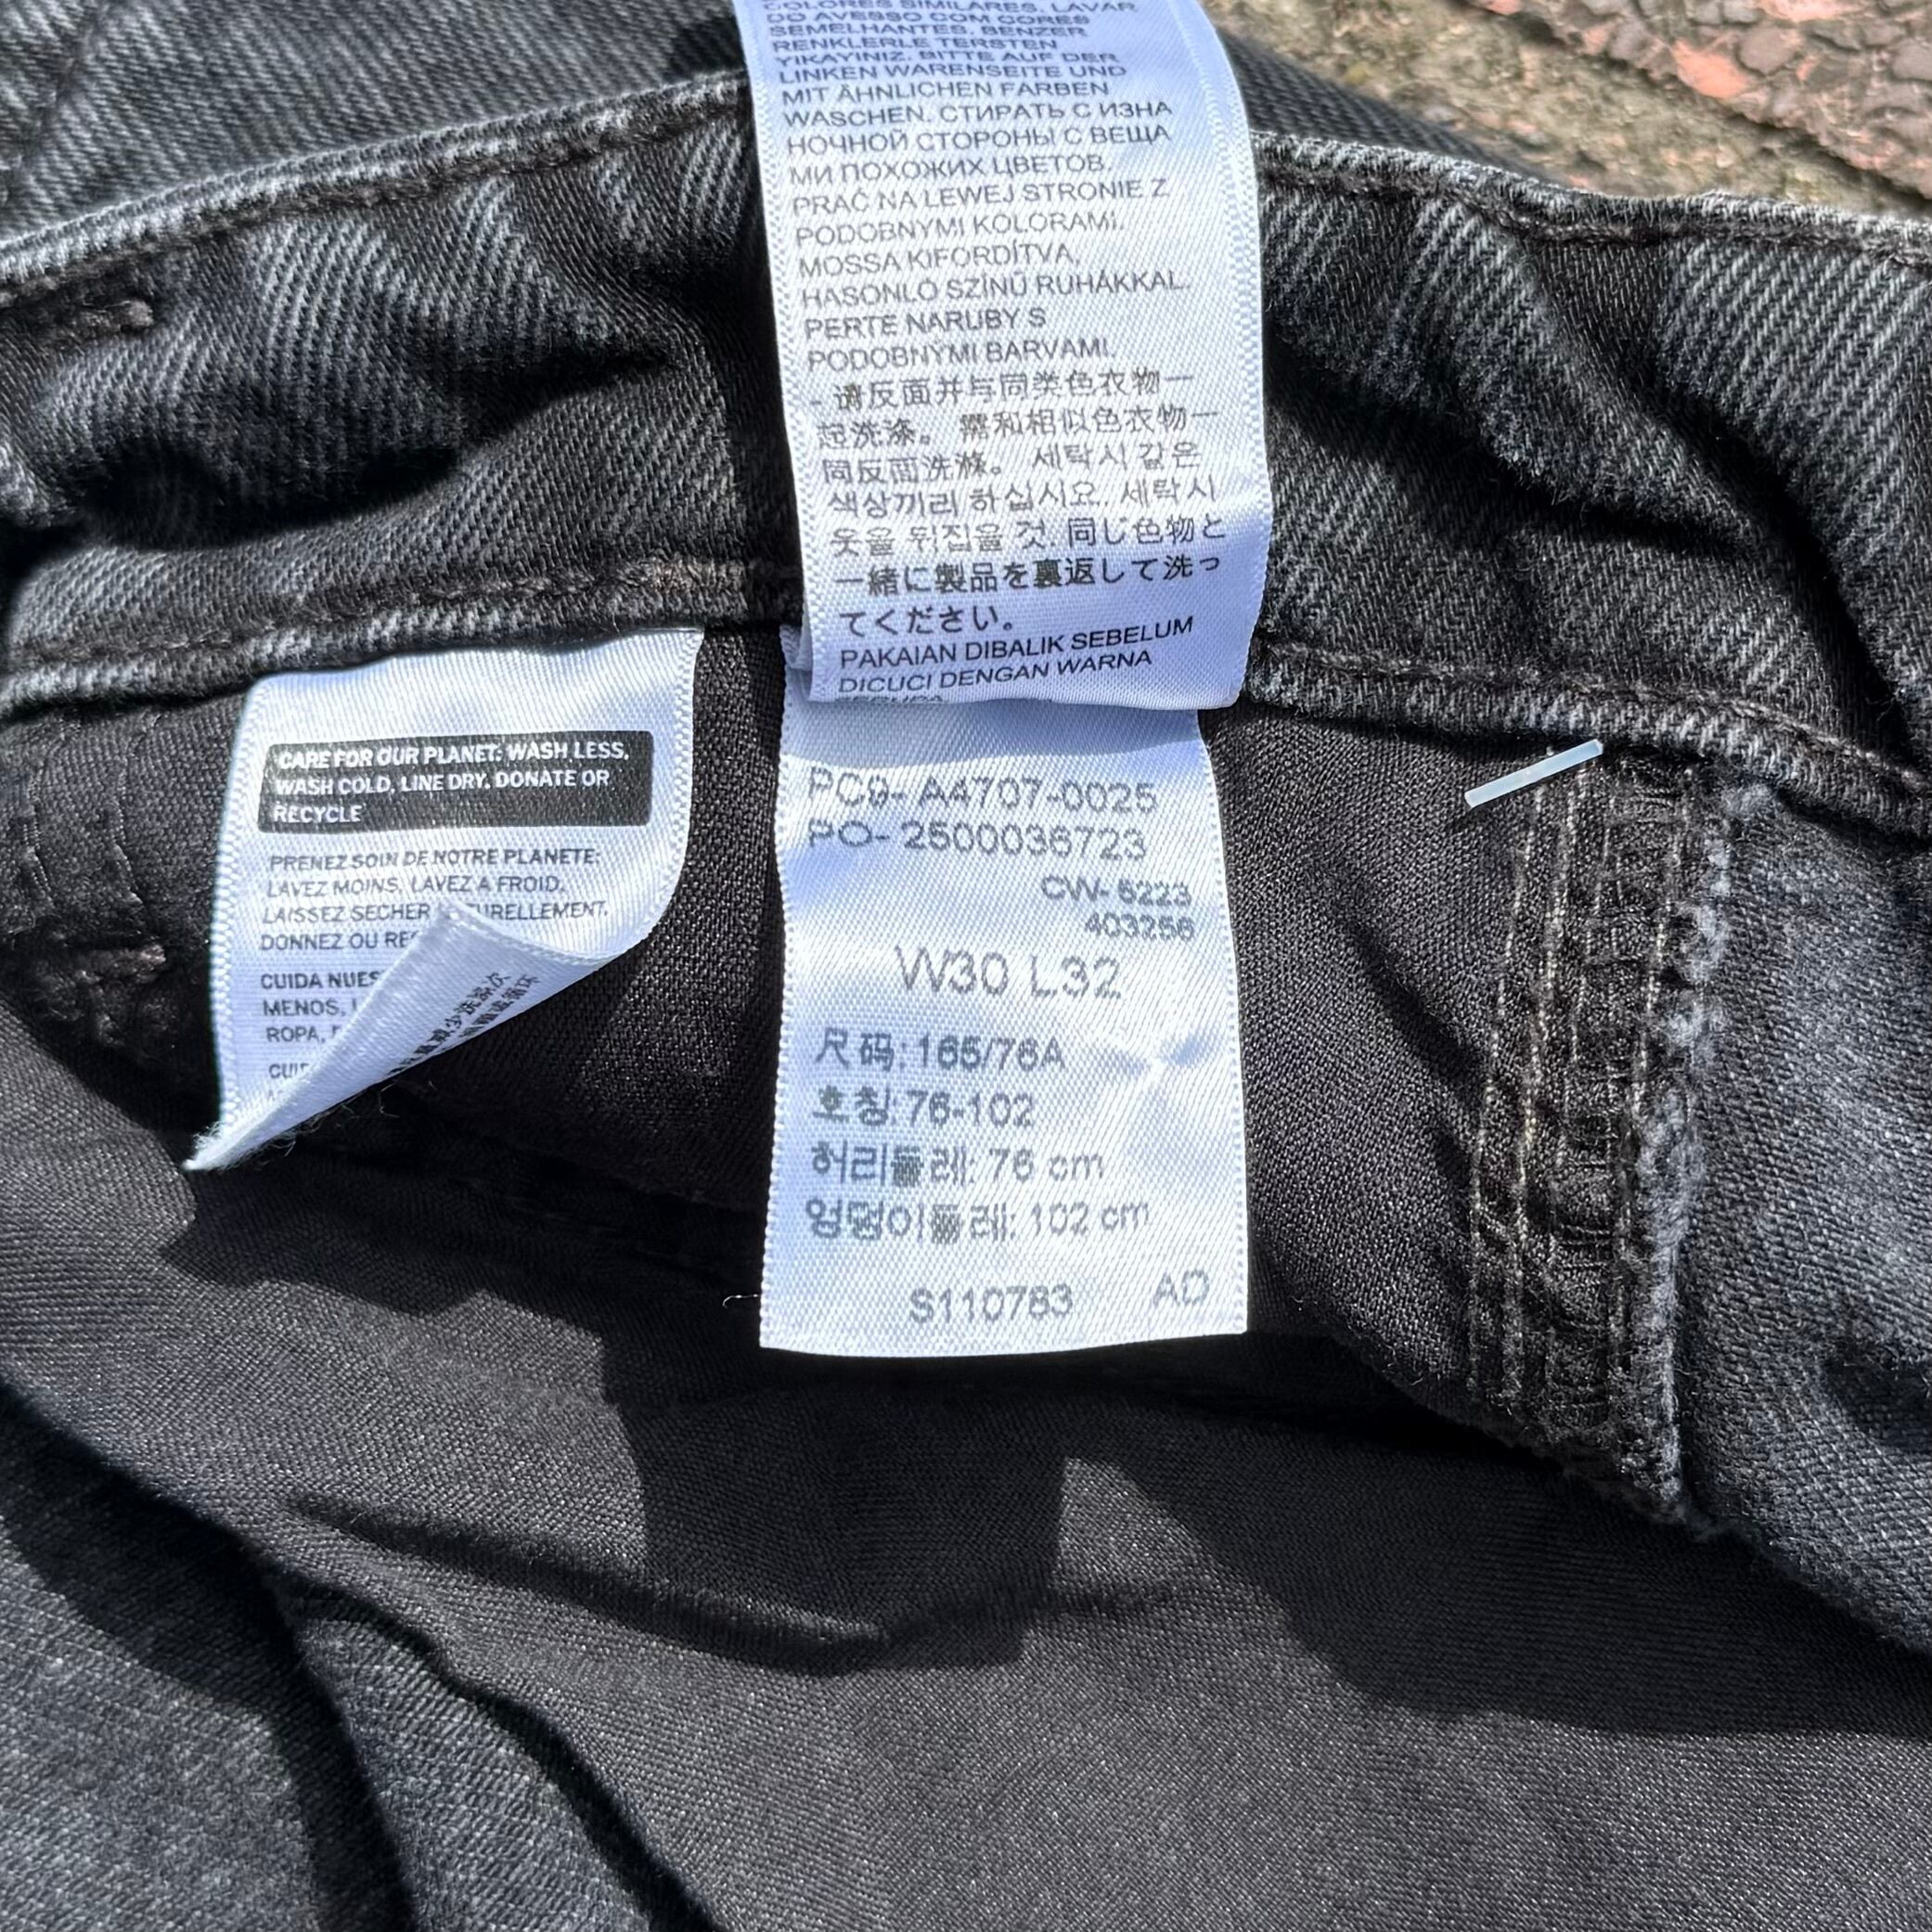 COLORES SIMILARES. LAVAR
DO AVESSO COM CORES
SEMELHANTES. BENZER
RENKLERLE TERSTEN
YIKAYINIZ. BITTE AUF DER
LINKEN WARENSEITE UND
MIT ÄHNLICHEN FARBEN
WASCHEN. СТИРАТЬ С ИЗНА
НОЧНОЙ СТОРОНЫ С ВЕЩА
МИ ПОХОЖИХ ЦВЕТОВ.
PRAĆ NA LEWEJ STRONIE Z
PODOBNYMI KOLORAMI.
MOSSA KIFORDÍTVA,
HASONLÓ SZÍNŰ RUHÁKKAL.
PERTE NARUBY S
PODOBNÝMI BARVAMI.
- 请反面并与同类色衣物一
起洗涤。需和相似色衣物一
同反面洗滌。 세탁시 같은
색상끼리 하십시요. 세탁시
옷을 뒤집을 것. 同じ色物と
一緒に製品を裏返して洗っ
てください。
PAKAIAN DIBALIK SEBELUM
DICUCI DENGAN WARNA
CARE FOR OUR PLANET: WASH LESS,
WASH COLD, LINE DRY, DONATE OR
RECYCLE
PRENEZ SOIN DE NOTRE PLANETE:
LAVEZ MOINS, LAVEZ A FROID,
LAISSEZ SECHER
DONNEZ OU
CUIDA
MENOS,
ROPA,
PC9- A4707-0025
PO- 2500036723
CW- 5223
403256
W30 L32
尺码:165/76A
호칭:76-102
허리둘레: 76 cm
엉덩이둘레: 102 cm
S110783 AD